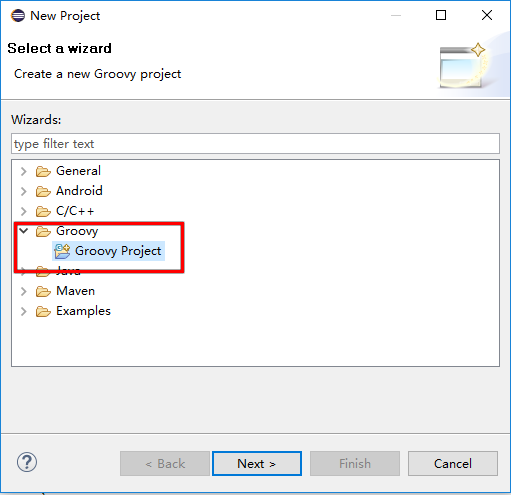 New Project
Select a wizard
Create a new Groovy project
Wizards:
type filter text
General
Android
C/C++
Groovy
Groovy Project
Java
Maven
Examples
?
< Back
Next >
Finish
Cancel